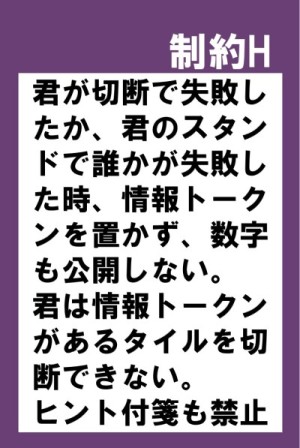 制約H
君が切断で失敗し
たか、君のスタン
ドで誰かが失敗し
た時、情報トーク
ンを置かず、数字
も公開しない。
君は情報トークン
があるタイルを切
断できない。
ヒント付箋も禁止